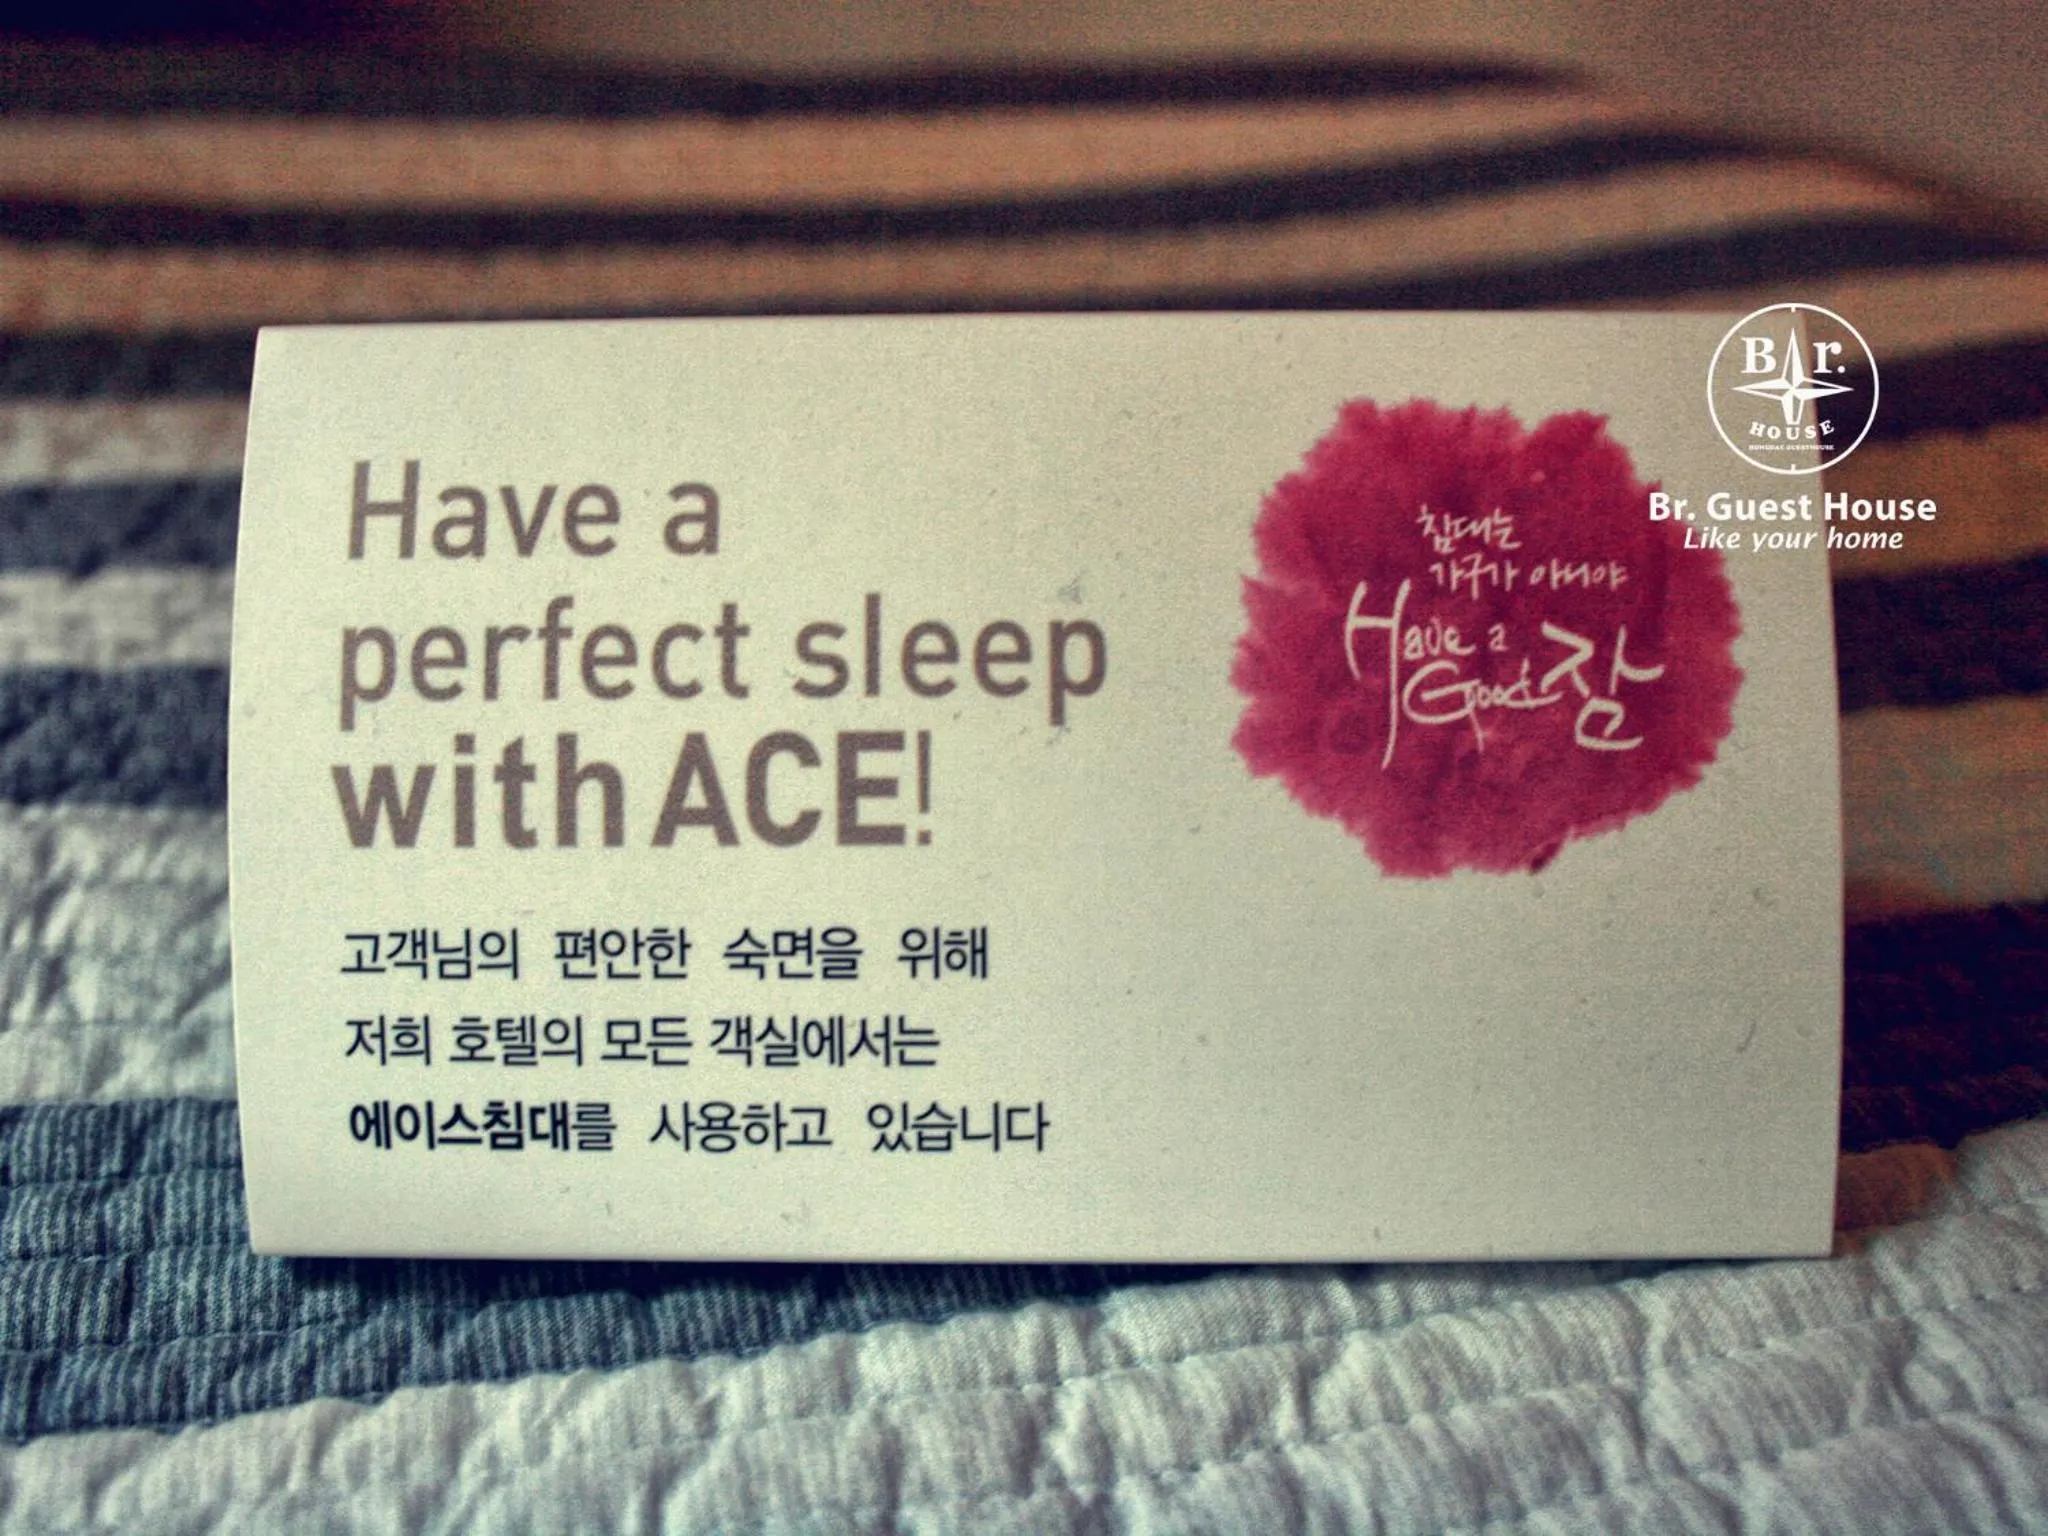 Have a
perfect sleep
with ACE!
고객님의 편안한 숙면을 위해
저희 호텔의 모든 객실에서는
에이스침대를 사용하고 있습니다
침대는
가구가 아니야
Have a
Good 잠
Br.
HOUSE
HONGDAE GUESTHOUSE
Br. Guest House
Like your home